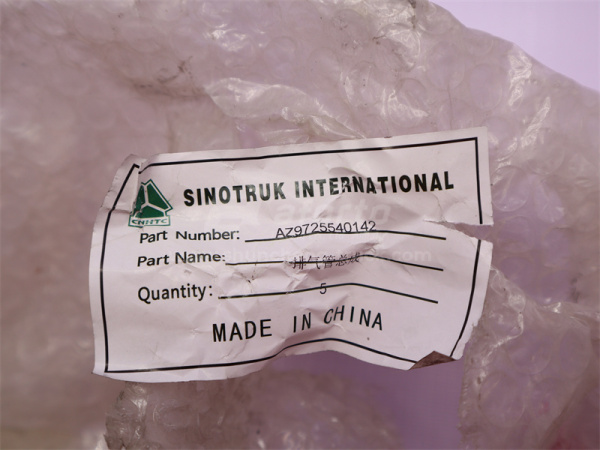 SINOTRUK INTERNATIONAL
CNHTC
Part Number: AZ9725540142
Part Name: 排气管总成
Quantity: 5
MADE IN CHINA